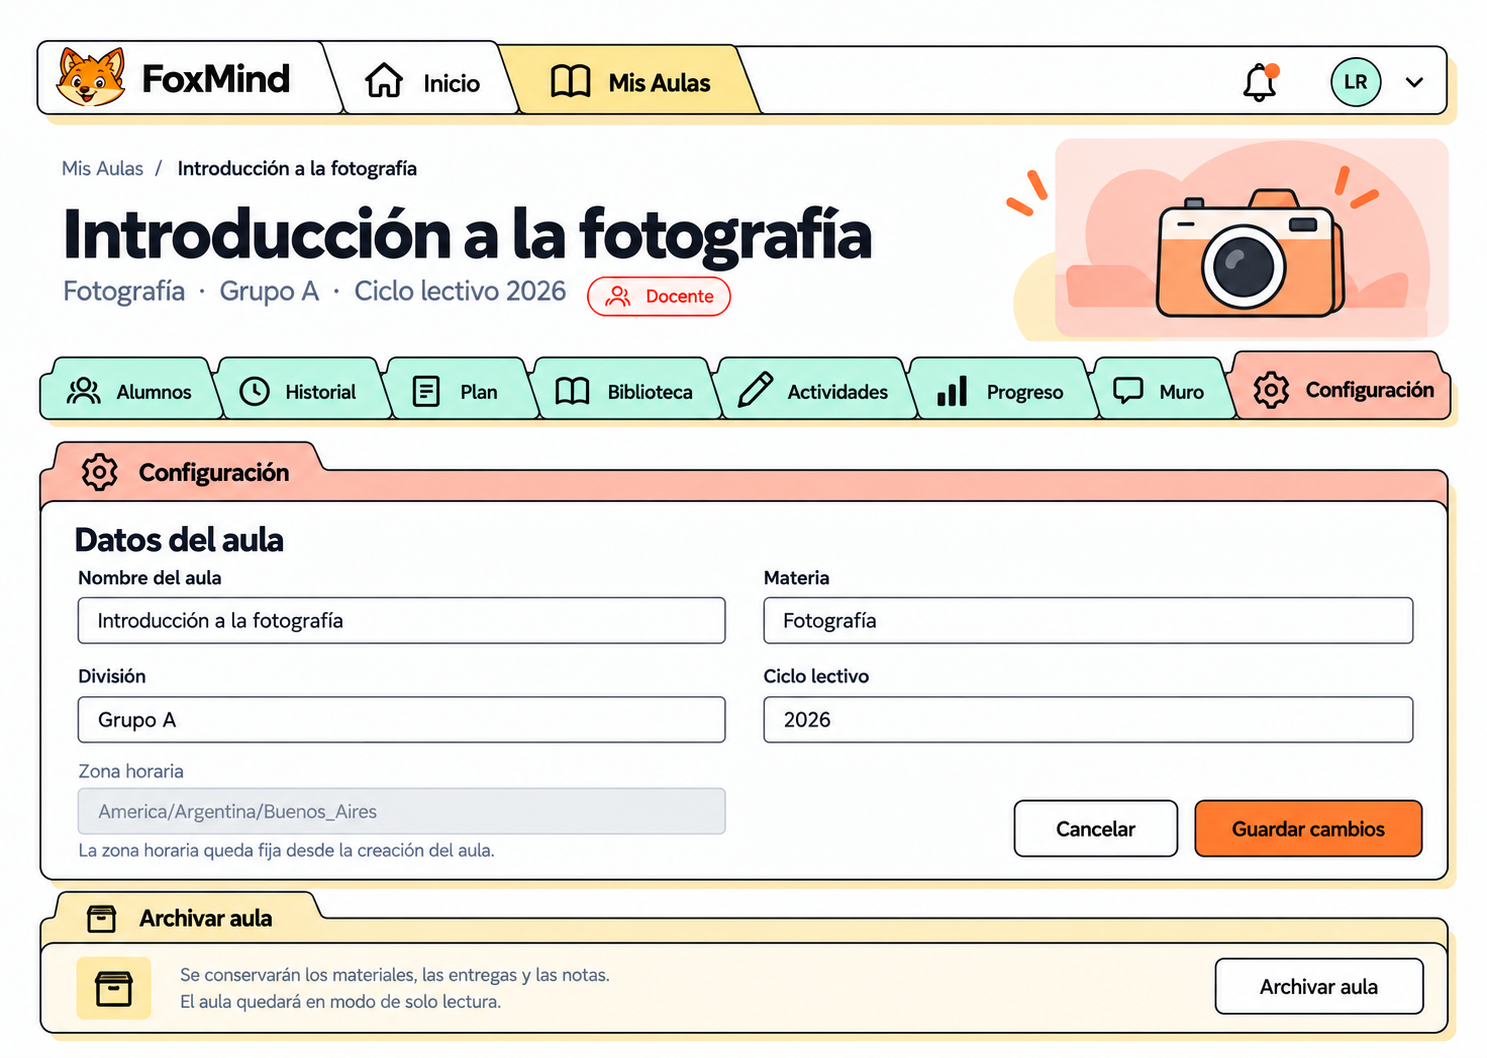 FoxMind
Inicio
Mis Aulas
LR
Mis Aulas / Introducción a la fotografía
Introducción a la fotografía
Fotografía · Grupo A · Ciclo lectivo 2026
Docente
Alumnos
Historial
Plan
Biblioteca
Actividades
Progreso
Muro
Configuración
Configuración
Datos del aula
Nombre del aula
Introducción a la fotografía
Materia
Fotografía
División
Grupo A
Ciclo lectivo
2026
Zona horaria
America/Argentina/Buenos_Aires
La zona horaria queda fija desde la creación del aula.
Cancelar
Guardar cambios
Archivar aula
Se conservarán los materiales, las entregas y las notas.
El aula quedará en modo de solo lectura.
Archivar aula